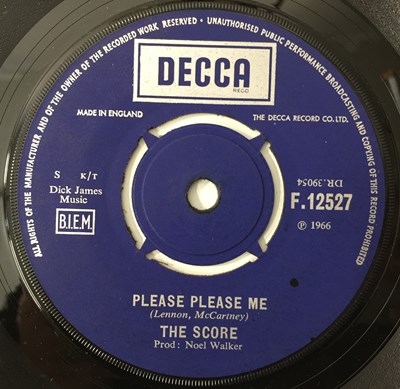 ALL RIGHTS OF THE MANUFACTURER AND OF THE OWNER OF THE RECORDED WORK RESERVED • UNAUTHORISED PUBLIC PERFORMANCE BROADCASTING AND COPYING OF THIS RECORD PROHIBITED
DECCA
REGD
MADE IN ENGLAND
THE DECCA RECORD CO. LTD.
S K/T
DR. 39054
Dick James
Music
F.12527
B.I.E.M.
℗ 1966
PLEASE PLEASE ME
(Lennon, McCartney)
THE SCORE
Prod: Noel Walker